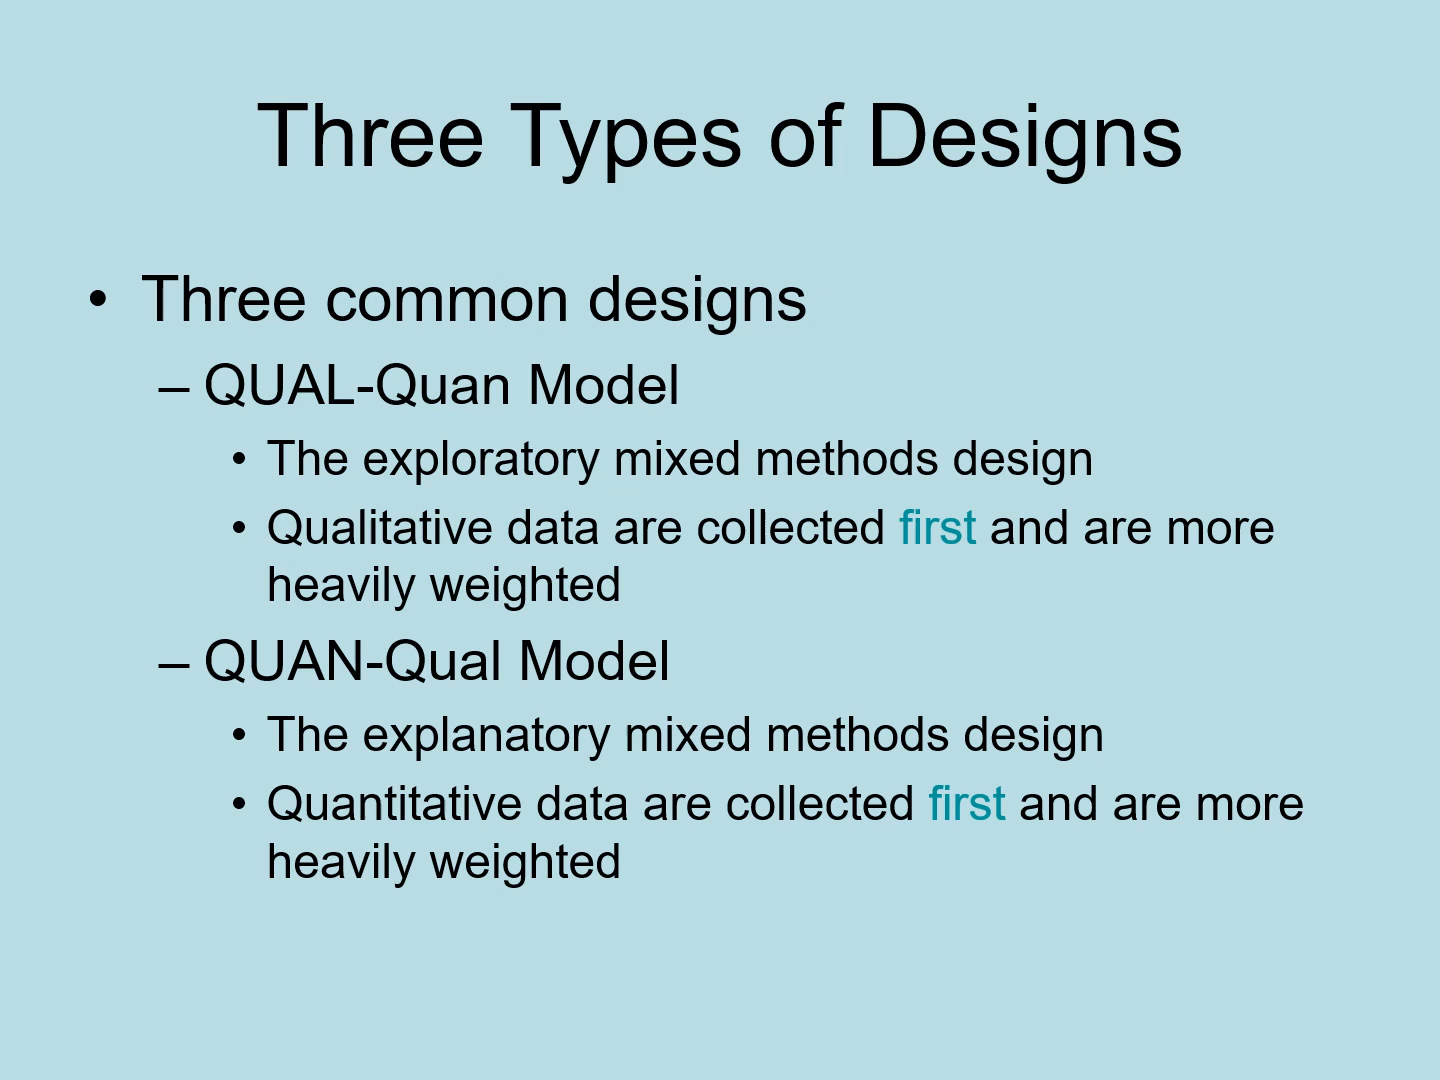 Three Types of Designs
• Three common designs
– QUAL-Quan Model
• The exploratory mixed methods design
• Qualitative data are collected first and are more
heavily weighted
– QUAN-Qual Model
• The explanatory mixed methods design
• Quantitative data are collected first and are more
heavily weighted